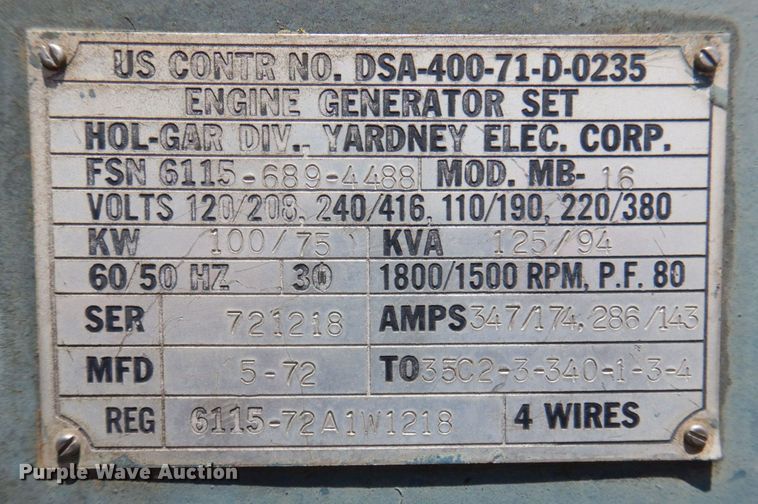 US CONTR NO. DSA-400-71-D-0235
ENGINE GENERATOR SET
HOL-GAR DIV., YARDNEY ELEC. CORP.
FSN 6115-689-4488 MOD. MB-16
VOLTS 120/208, 240/416, 110/190, 220/380
KW 100/75 KVA 125/94
60/50 HZ 3Ø 1800/1500 RPM, P.F. 80
SER 721218 AMPS 347/174, 286/143
MFD 5-72 TO 35C2-3-340-1-3-4
REG 6115-72A1W1218 4 WIRES
Purple Wave Auction